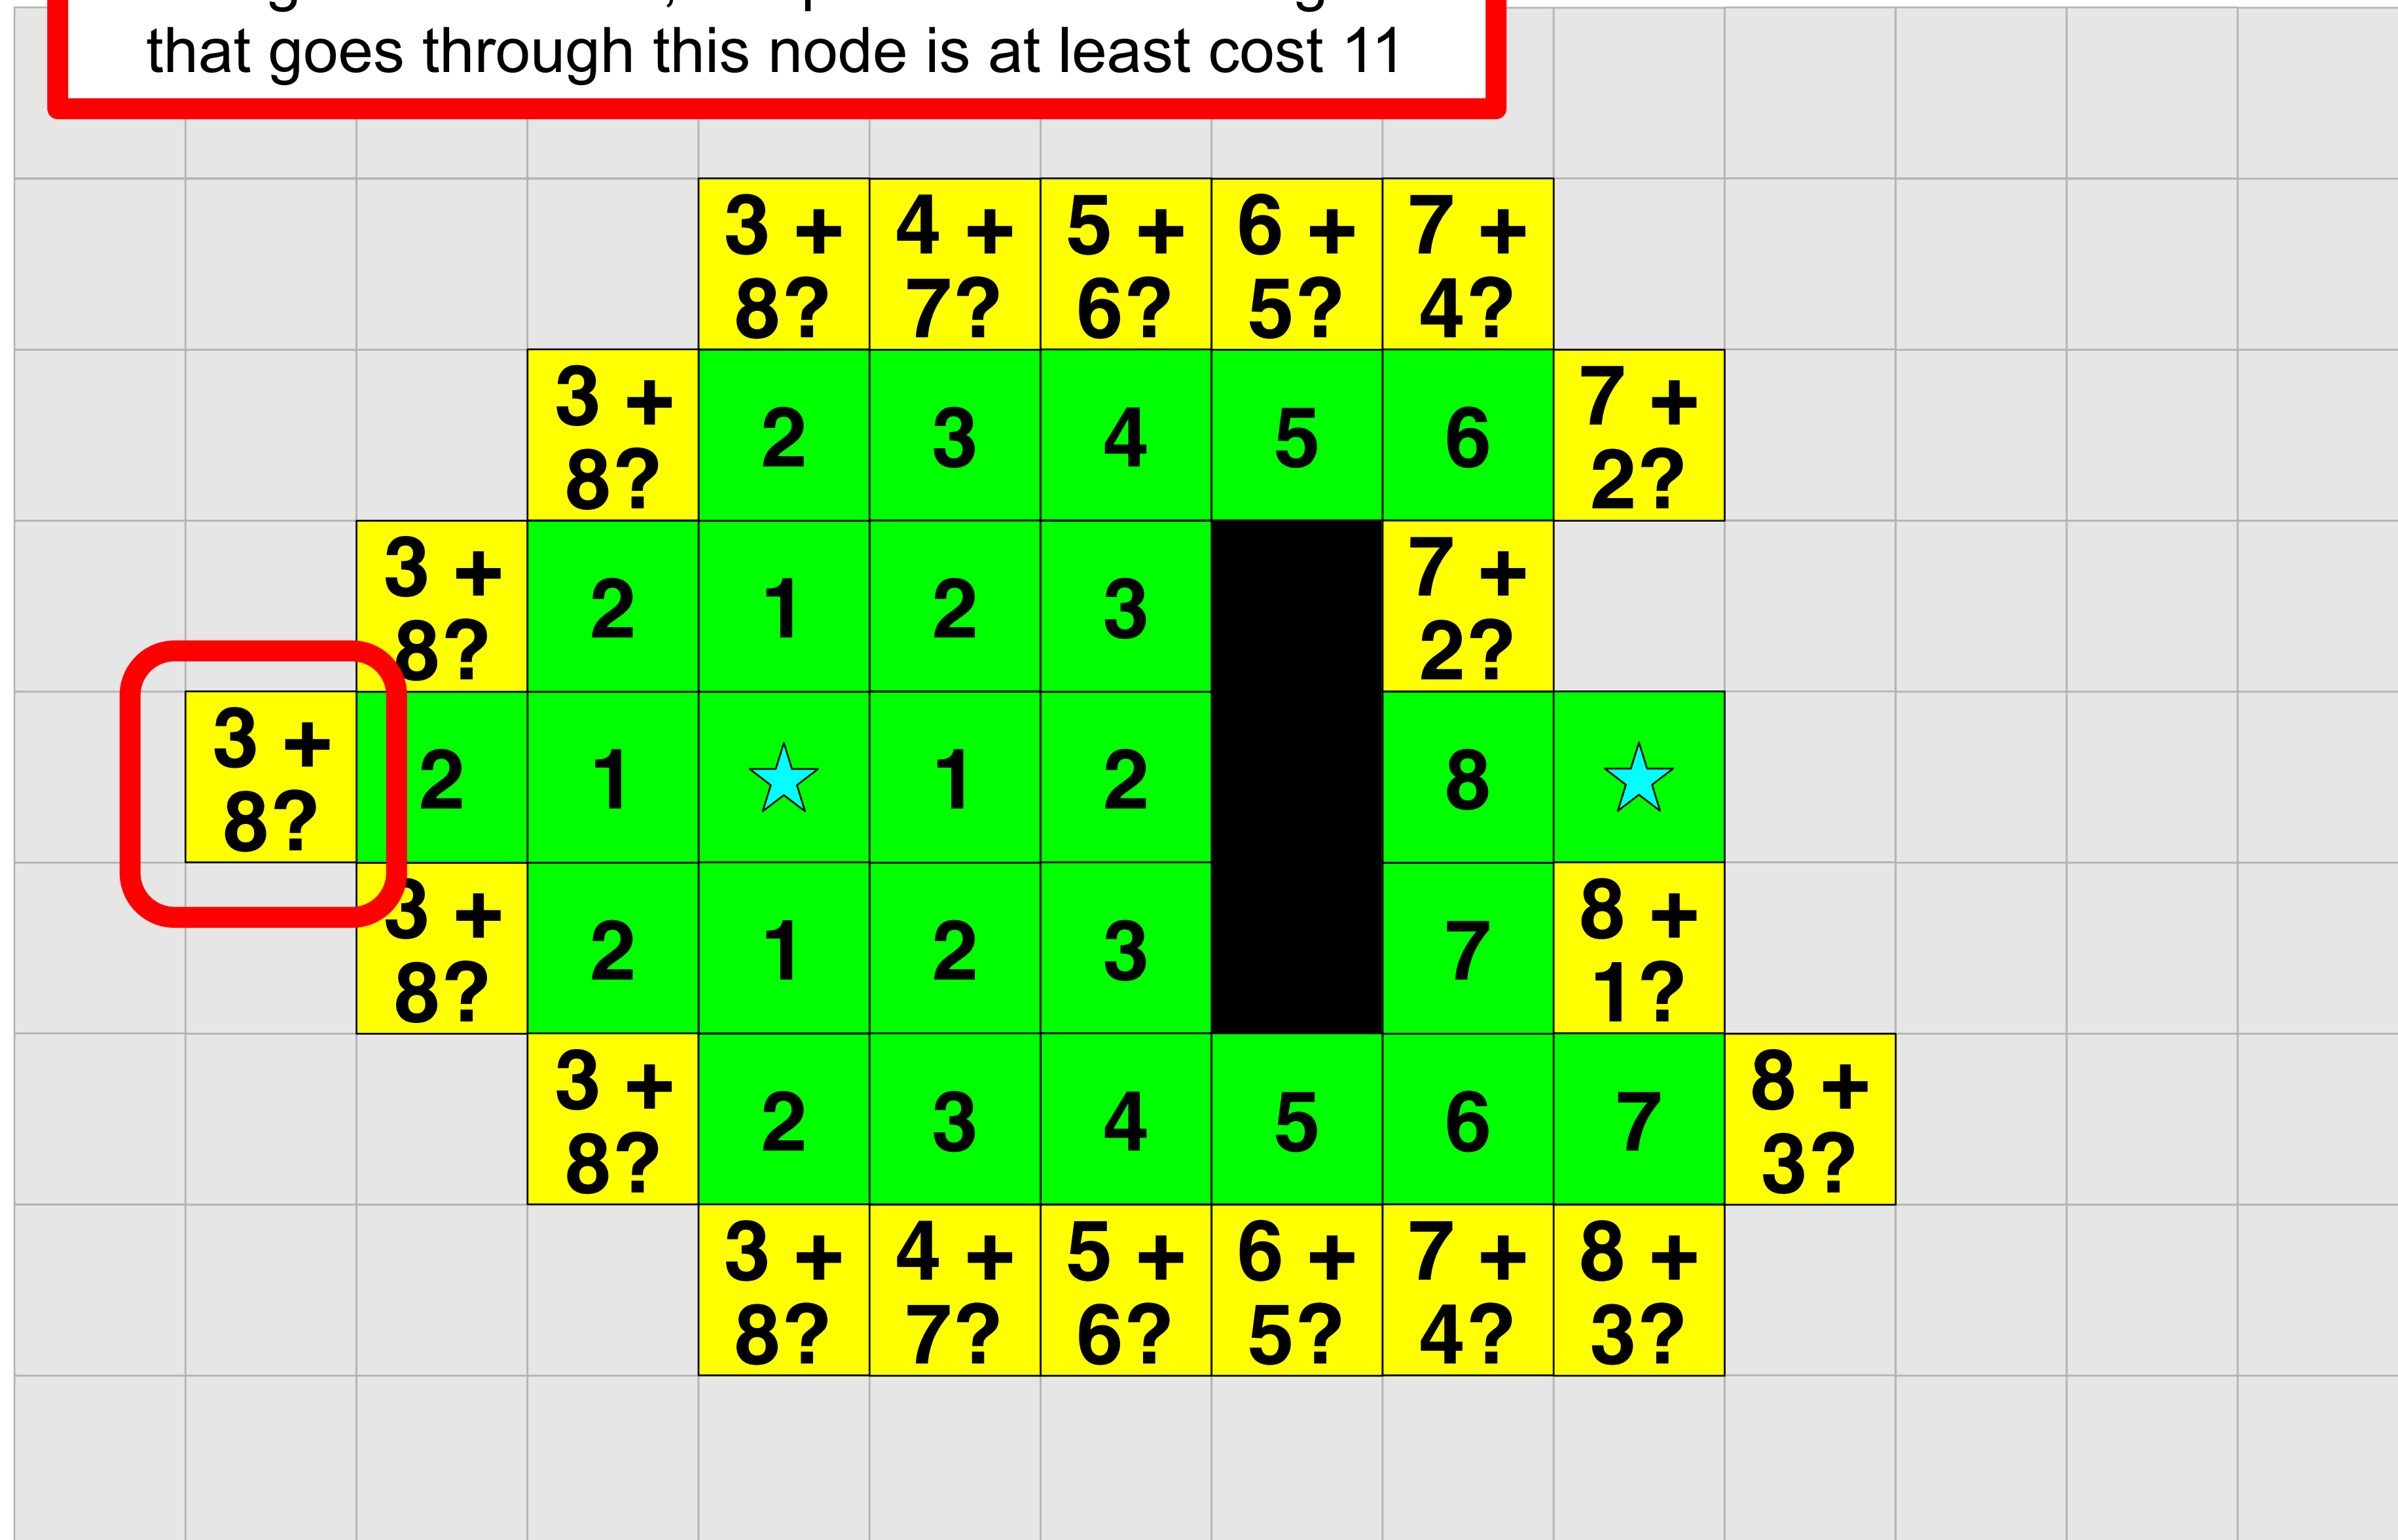 that goes through this node is at least cost 11
3 + 4 + 5 + 6 + 7 +
8? 7? 6? 5? 4?
3 + 2 3 4 5 6 7 +
8? 2?
3 + 2 1 2 3 7 +
8? 2?
3 + 2 1 1 2 8
8?
3 + 2 1 2 3 7 8 +
8? 1?
3 + 2 3 4 5 6 7 8 +
8? 3?
3 + 4 + 5 + 6 + 7 + 8 +
8? 7? 6? 5? 4? 3?